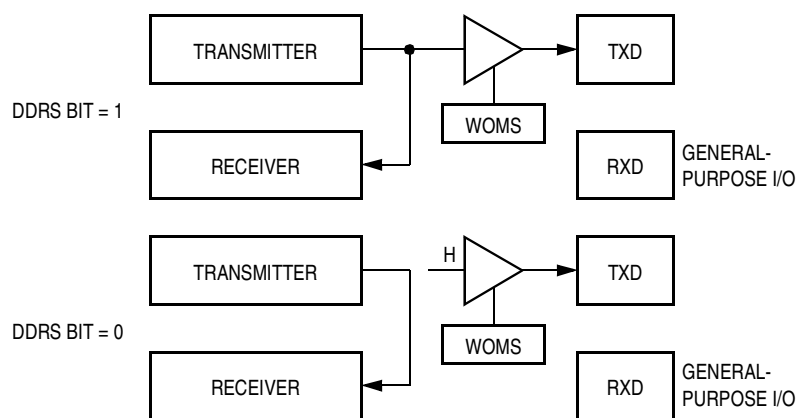 TRANSMITTER
TXD
DDRS BIT = 1
WOMS
RECEIVER
RXD
GENERAL-
PURPOSE I/O
TRANSMITTER
H
TXD
DDRS BIT = 0
WOMS
RECEIVER
RXD
GENERAL-
PURPOSE I/O